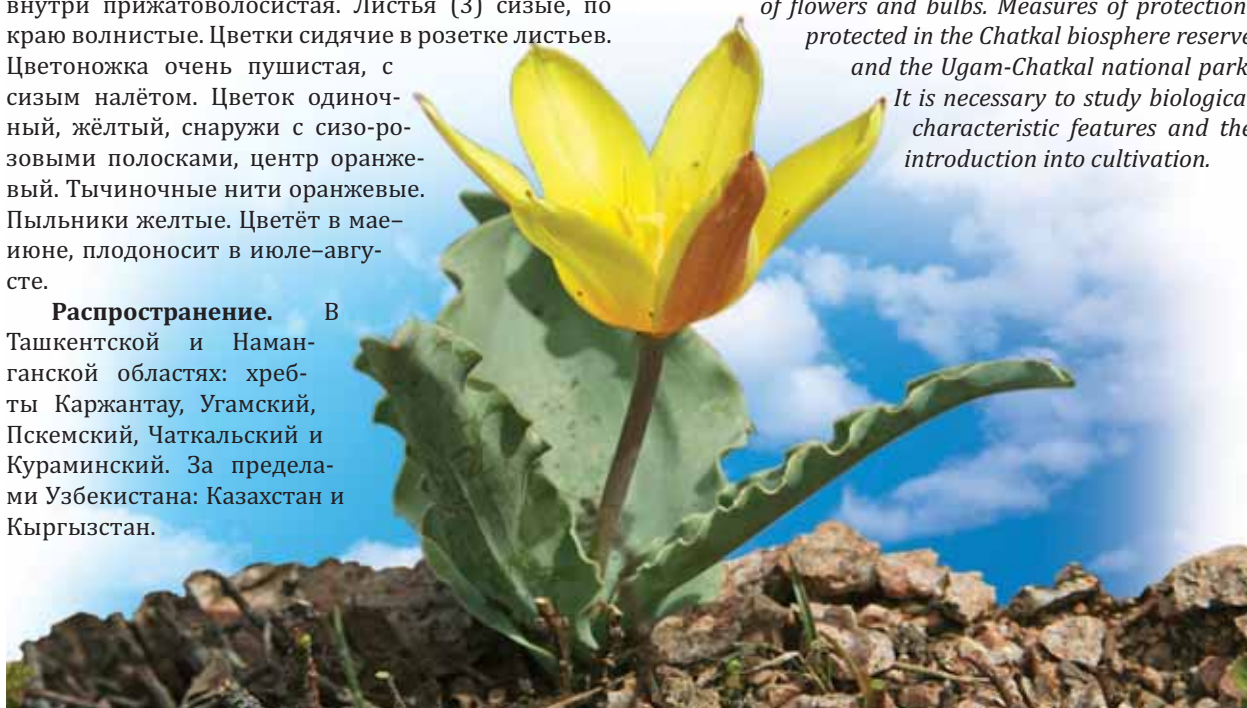 внутри прижатоволосистая. Листья (3) сизые, по
краю волнистые. Цветки сидячие в розетке листьев.
Цветоножка очень пушистая, с
сизым налётом. Цветок одиноч-
ный, жёлтый, снаружи с сизо-ро-
зовыми полосками, центр оранже-
вый. Тычиночные нити оранжевые.
Пыльники желтые. Цветёт в мае–
июне, плодоносит в июле–авгу-
сте.
Распространение. В
Ташкентской и Наман-
ганской областях: хреб-
ты Каржантау, Угамский,
Пскемский, Чаткальский и
Кураминский. За предела-
ми Узбекистана: Казахстан и
Кыргызстан.
of flowers and bulbs. Measures of protection
protected in the Chatkal biosphere reserve
and the Ugam-Chatkal national park
It is necessary to study biologica
characteristic features and the
introduction into cultivation.